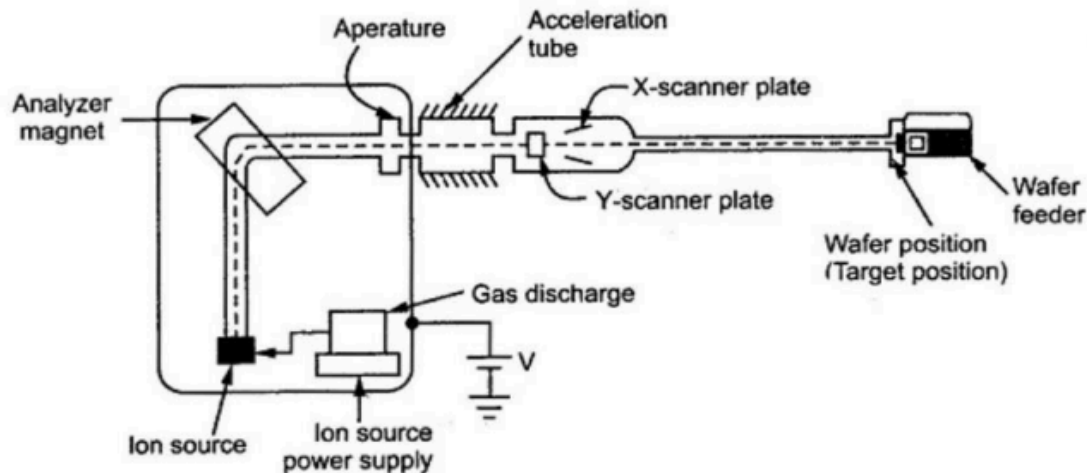 Aperature
Acceleration
tube
X-scanner plate
Analyzer
magnet
Y-scanner plate
Wafer
feeder
Wafer position
(Target position)
Gas discharge
V
Ion source
Ion source
power supply